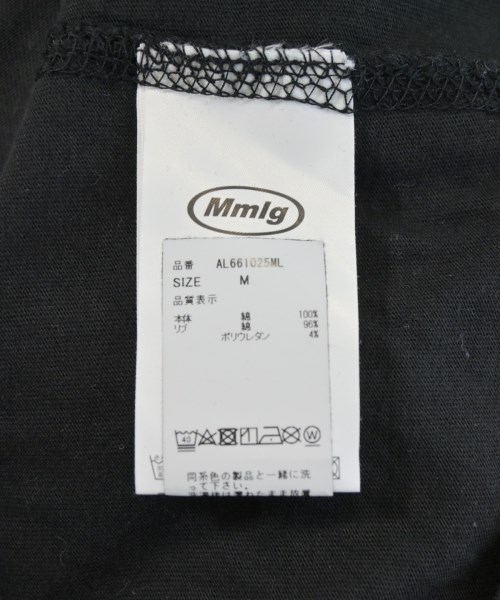 Mmlg
品番 AL661025ML
SIZE M
品質表示
本体 綿 100%
リブ 綿 96%
ポリウレタン 4%
40 W
同系色の製品と一緒に洗
って下さい。